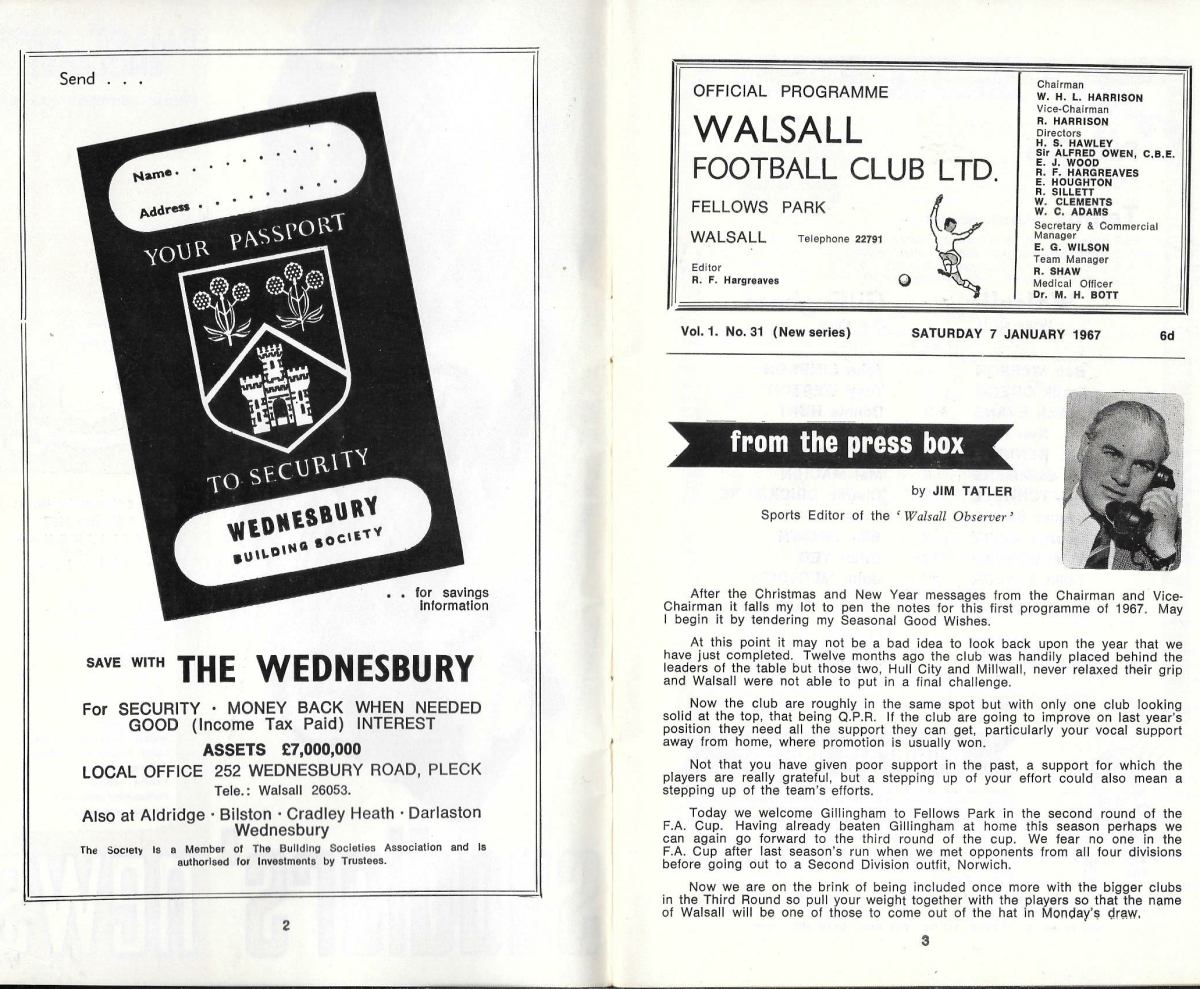 Send . . .
Name. . . . . . . . . .
Address . . . . . . . . .
YOUR PASSPORT
TO SECURITY
WEDNESBURY
BUILDING SOCIETY
. . for savings
information
SAVE WITH THE WEDNESBURY
For SECURITY · MONEY BACK WHEN NEEDED
GOOD (Income Tax Paid) INTEREST
ASSETS £7,000,000
LOCAL OFFICE 252 WEDNESBURY ROAD, PLECK
Tele.: Walsall 26053.
Also at Aldridge · Bilston · Cradley Heath · Darlaston
Wednesbury
The Society is a Member of The Building Societies Association and is
authorised for Investments by Trustees.
2
OFFICIAL PROGRAMME
WALSALL
FOOTBALL CLUB LTD.
FELLOWS PARK
WALSALL Telephone 22791
Editor
R. F. Hargreaves
Chairman
W. H. L. HARRISON
Vice-Chairman
R. HARRISON
Directors
H. S. HAWLEY
Sir ALFRED OWEN, C.B.E.
E. J. WOOD
R. F. HARGREAVES
E. HOUGHTON
R. SILLETT
W. CLEMENTS
W. C. ADAMS
Secretary & Commercial
Manager
E. G. WILSON
Team Manager
R. SHAW
Medical Officer
Dr. M. H. BOTT
Vol. 1. No. 31 (New series) SATURDAY 7 JANUARY 1967 6d
from the press box
by JIM TATLER
Sports Editor of the ‘ Walsall Observer ’
After the Christmas and New Year messages from the Chairman and Vice-
Chairman it falls my lot to pen the notes for this first programme of 1967. May
I begin it by tendering my Seasonal Good Wishes.
At this point it may not be a bad idea to look back upon the year that we
have just completed. Twelve months ago the club was handily placed behind the
leaders of the table but those two, Hull City and Millwall, never relaxed their grip
and Walsall were not able to put in a final challenge.
Now the club are roughly in the same spot but with only one club looking
solid at the top, that being Q.P.R. If the club are going to improve on last year's
position they need all the support they can get, particularly your vocal support
away from home, where promotion is usually won.
Not that you have given poor support in the past, a support for which the
players are really grateful, but a stepping up of your effort could also mean a
stepping up of the team's efforts.
Today we welcome Gillingham to Fellows Park in the second round of the
F.A. Cup. Having already beaten Gillingham at home this season perhaps we
can again go forward to the third round of the cup. We fear no one in the
F.A. Cup after last season's run when we met opponents from all four divisions
before going out to a Second Division outfit, Norwich.
Now we are on the brink of being included once more with the bigger clubs
in the Third Round so pull your weight together with the players so that the name
of Walsall will be one of those to come out of the hat in Monday's draw.
3